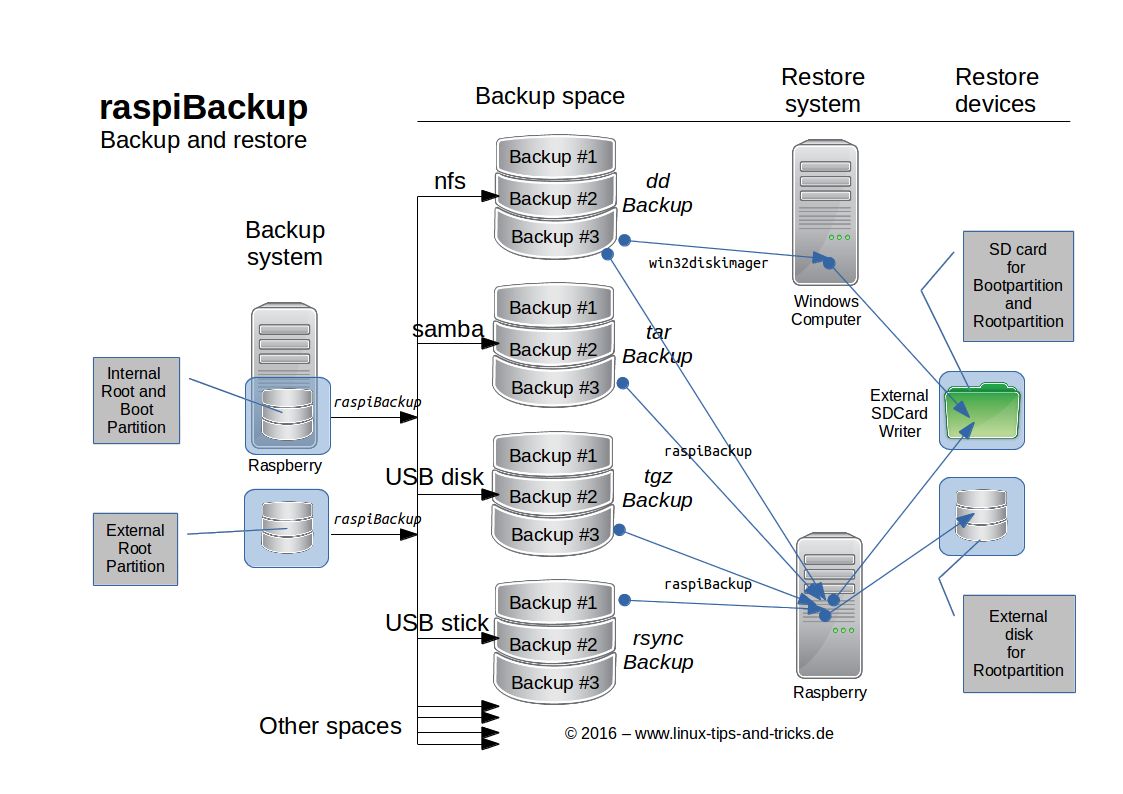 raspiBackup
Backup and restore
Backup space
Restore
system
Restore
devices
Backup
system
Internal
Root and
Boot
Partition
Raspberry
External
Root
Partition
raspiBackup
raspiBackup
nfs
samba
USB disk
USB stick
Other spaces
Backup #1
Backup #2
Backup #3
dd
Backup
Backup #1
Backup #2
Backup #3
tar
Backup
Backup #1
Backup #2
Backup #3
tgz
Backup
Backup #1
Backup #2
Backup #3
rsync
Backup
win32diskimager
raspiBackup
raspiBackup
Windows
Computer
Raspberry
SD card
for
Bootpartition
and
Rootpartition
External
SDCard
Writer
External
disk
for
Rootpartition
© 2016 – www.linux-tips-and-tricks.de